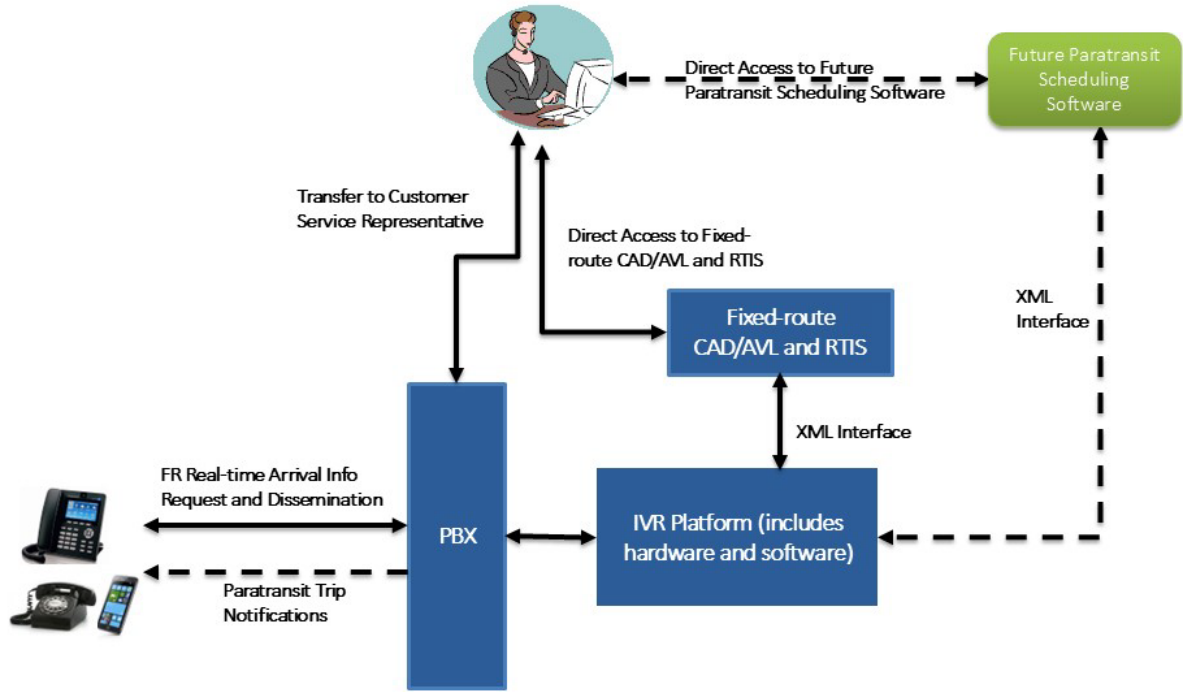 Direct Access to Future
Paratransit Scheduling Software
Future Paratransit
Scheduling
Software
Transfer to Customer
Service Representative
Direct Access to Fixed-
route CAD/AVL and RTIS
XML
Interface
Fixed-route
CAD/AVL and RTIS
XML Interface
FR Real-time Arrival Info
Request and Dissemination
PBX
IVR Platform (includes
hardware and software)
Paratransit Trip
Notifications